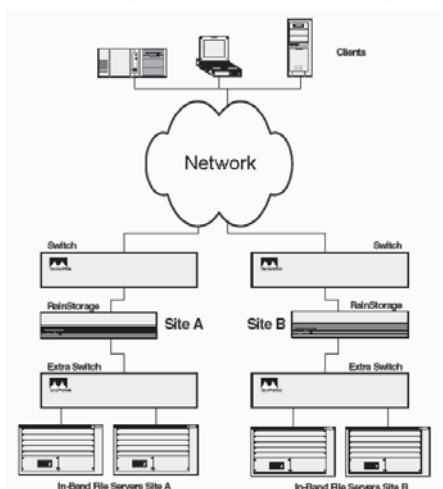 Clients
Network
Switch
Switch
RainStorage
RainStorage
Site A
Site B
Extra Switch
Extra Switch
In-Band File Servers Site A
In-Band File Servers Site B